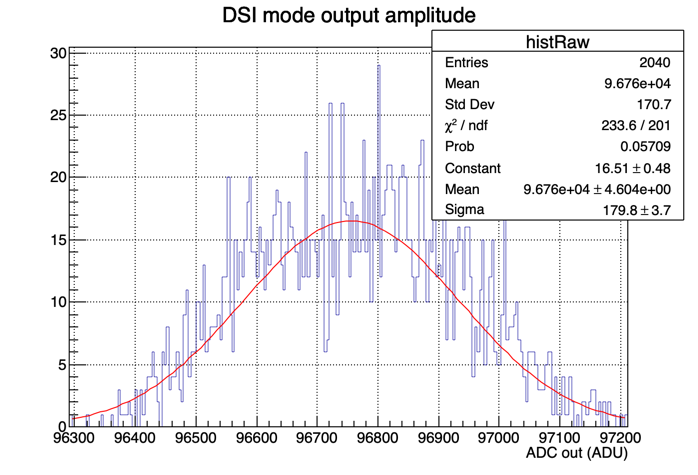 DSI mode output amplitude
histRaw
Entries 2040
Mean 9.676e+04
Std Dev 170.7
χ² / ndf 233.6 / 201
Prob 0.05709
Constant 16.51 ± 0.48
Mean 9.676e+04 ± 4.604e+00
Sigma 179.8 ± 3.7
30
25
20
15
10
5
0
96300 96400 96500 96600 96700 96800 96900 97000 97100 97200
ADC out (ADU)